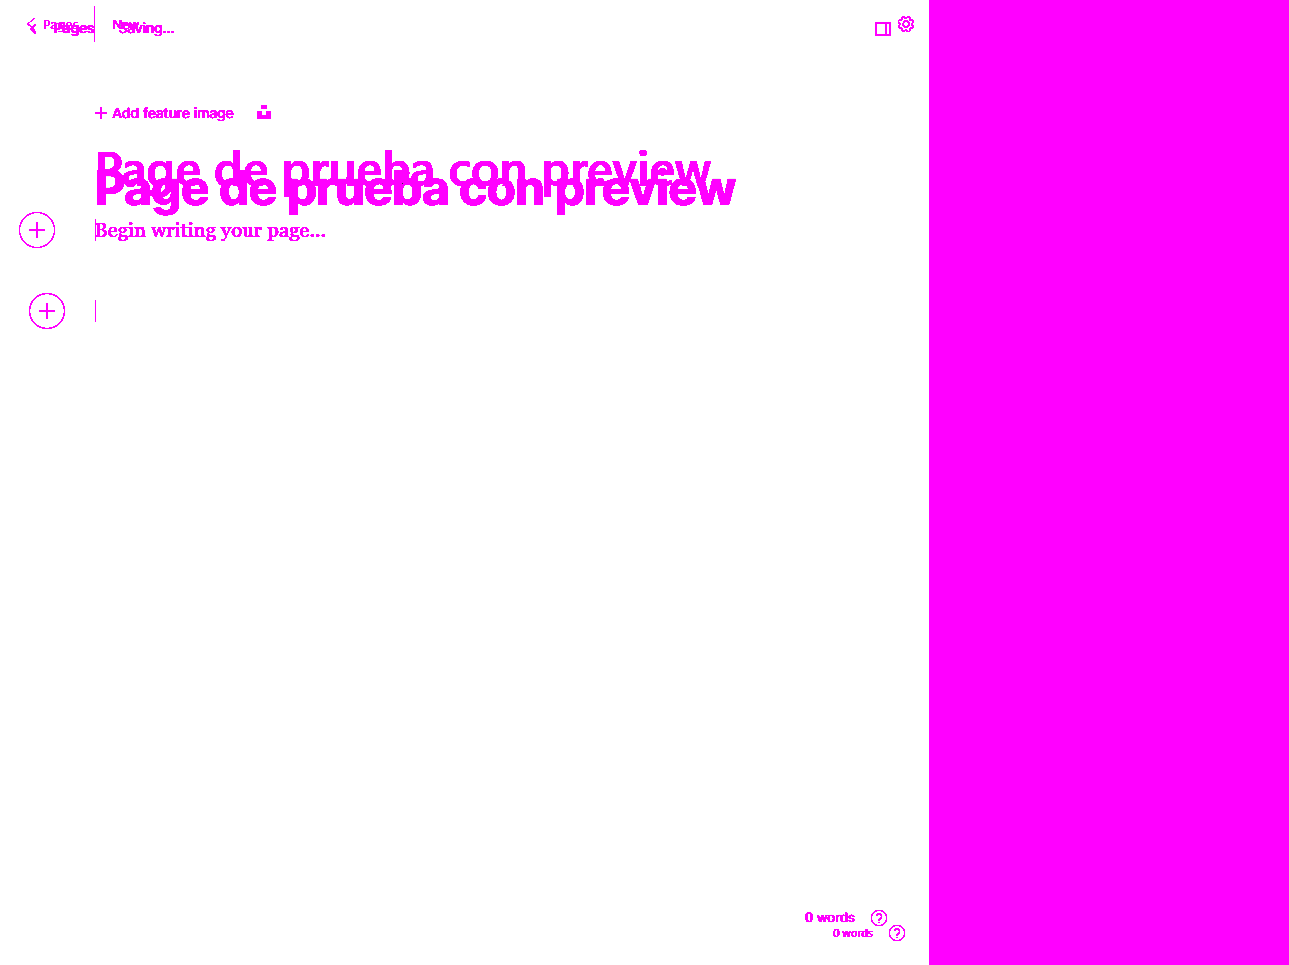 Pages New
Pages Saving...
+ Add feature image
Page de prueba con preview
Page de prueba con preview
Begin writing your page...
0 words
0 words